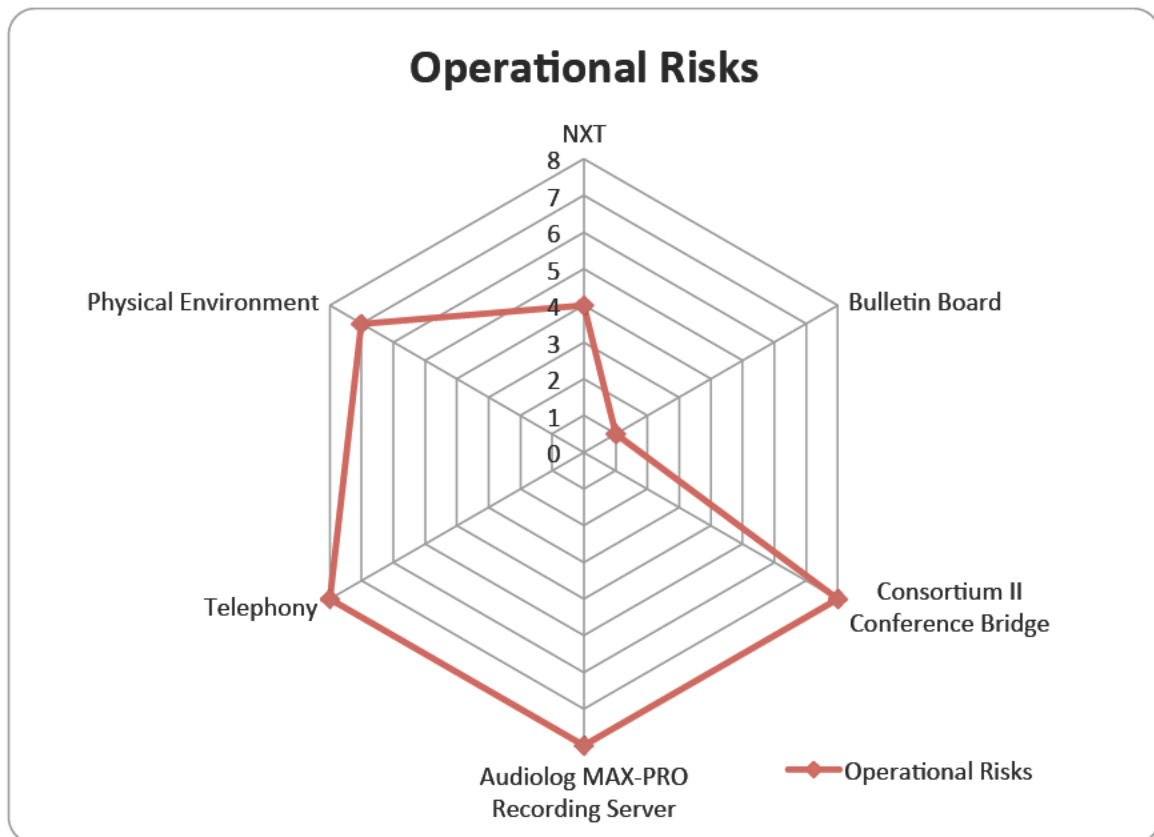 Operational Risks
NXT
8
7
6
5
4
3
2
1
0
Physical Environment
Bulletin Board
Telephony
Consortium II
Conference Bridge
Audiolog MAX-PRO
Recording Server
Operational Risks